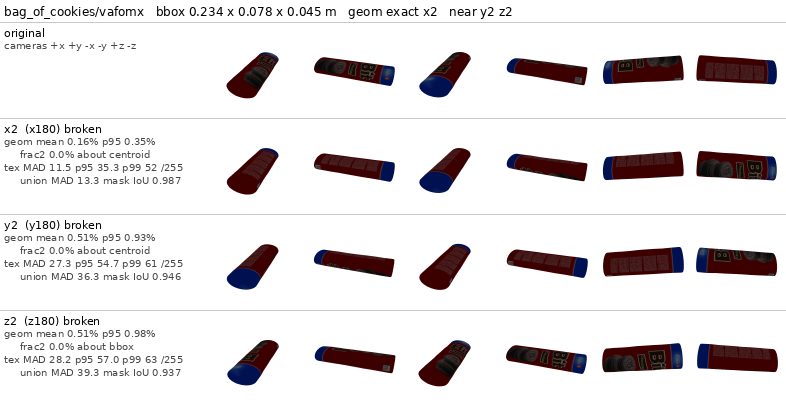 bag_of_cookies/vafomx bbox 0.234 x 0.078 x 0.045 m geom exact x2 near y2 z2
original
cameras +x +y -x -y +z -z
x2 (x180) broken
geom mean 0.16% p95 0.35%
frac2 0.0% about centroid
tex MAD 11.5 p95 35.3 p99 52 /255
union MAD 13.3 mask IoU 0.987
y2 (y180) broken
geom mean 0.51% p95 0.93%
frac2 0.0% about centroid
tex MAD 27.3 p95 54.7 p99 61 /255
union MAD 36.3 mask IoU 0.946
z2 (z180) broken
geom mean 0.51% p95 0.98%
frac2 0.0% about bbox
tex MAD 28.2 p95 57.0 p99 63 /255
union MAD 39.3 mask IoU 0.937